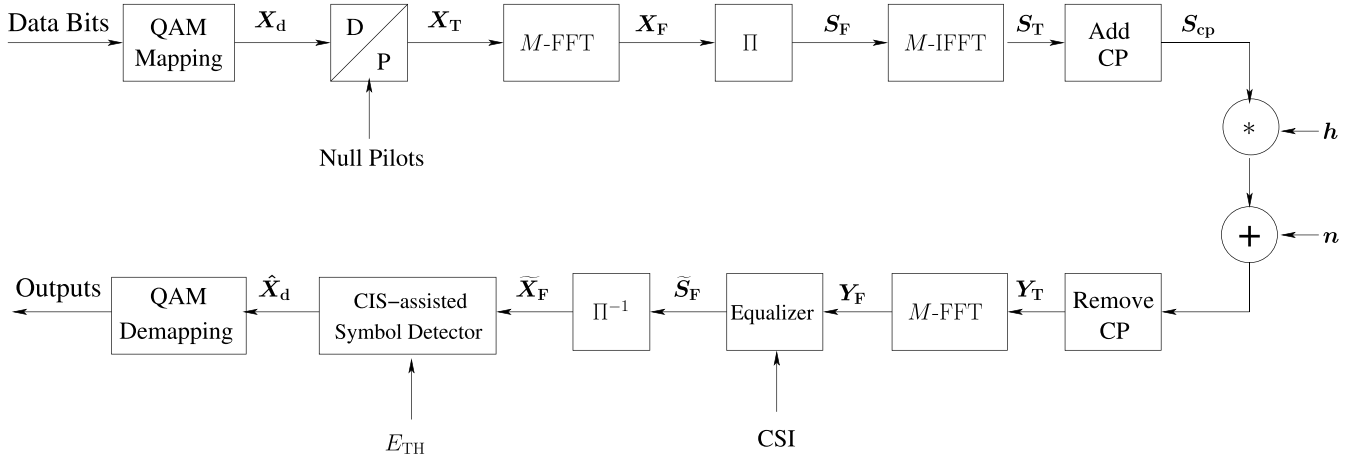 Data Bits
QAM
Mapping
X_d
D
P
Null Pilots
X_T
M-FFT
X_F
Π
S_F
M-IFFT
S_T
Add
CP
S_cp
*
h
+
n
Remove
CP
Y_T
M-FFT
Y_F
Equalizer
CSI
S̃_F
Π⁻¹
X̃_F
CIS−assisted
Symbol Detector
E_TH
X̂_d
QAM
Demapping
Outputs